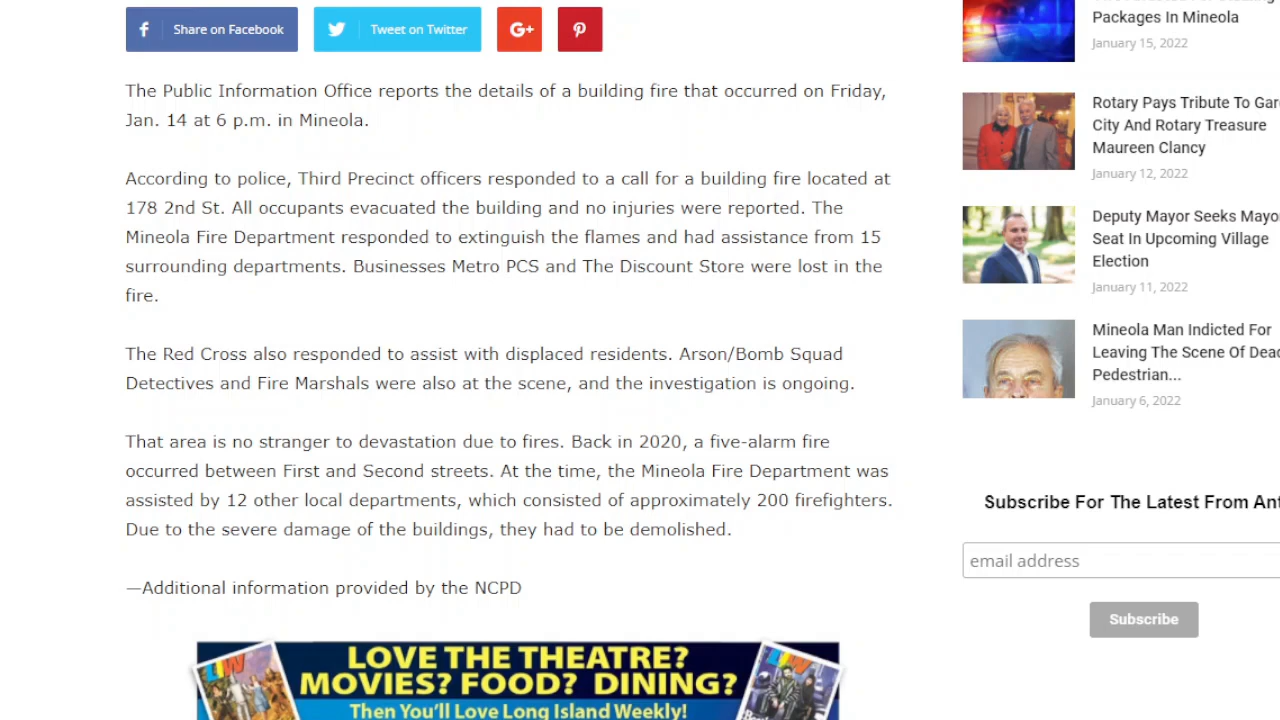 Share on Facebook
Tweet on Twitter
G+
The Public Information Office reports the details of a building fire that occurred on Friday,
Jan. 14 at 6 p.m. in Mineola.
According to police, Third Precinct officers responded to a call for a building fire located at
178 2nd St. All occupants evacuated the building and no injuries were reported. The
Mineola Fire Department responded to extinguish the flames and had assistance from 15
surrounding departments. Businesses Metro PCS and The Discount Store were lost in the
fire.
The Red Cross also responded to assist with displaced residents. Arson/Bomb Squad
Detectives and Fire Marshals were also at the scene, and the investigation is ongoing.
That area is no stranger to devastation due to fires. Back in 2020, a five-alarm fire
occurred between First and Second streets. At the time, the Mineola Fire Department was
assisted by 12 other local departments, which consisted of approximately 200 firefighters.
Due to the severe damage of the buildings, they had to be demolished.
—Additional information provided by the NCPD
LOVE THE THEATRE?
MOVIES? FOOD? DINING?
Then You'll Love Long Island Weekly!
LIW
Packages In Mineola
January 15, 2022
Rotary Pays Tribute To Gar
City And Rotary Treasure
Maureen Clancy
January 12, 2022
Deputy Mayor Seeks Mayo
Seat In Upcoming Village
Election
January 11, 2022
Mineola Man Indicted For
Leaving The Scene Of Dead
Pedestrian...
January 6, 2022
Subscribe For The Latest From Ant
email address
Subscribe